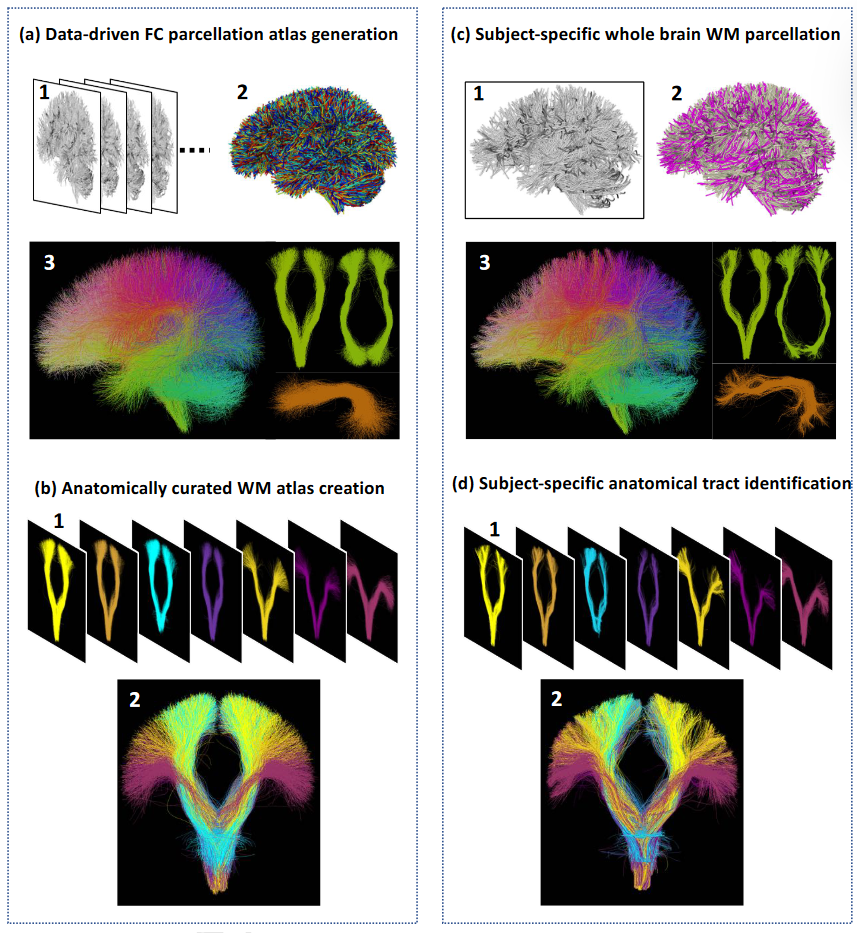 (a) Data-driven FC parcellation atlas generation
1
2
3
(b) Anatomically curated WM atlas creation
1
2
(c) Subject-specific whole brain WM parcellation
1
2
3
(d) Subject-specific anatomical tract identification
1
2